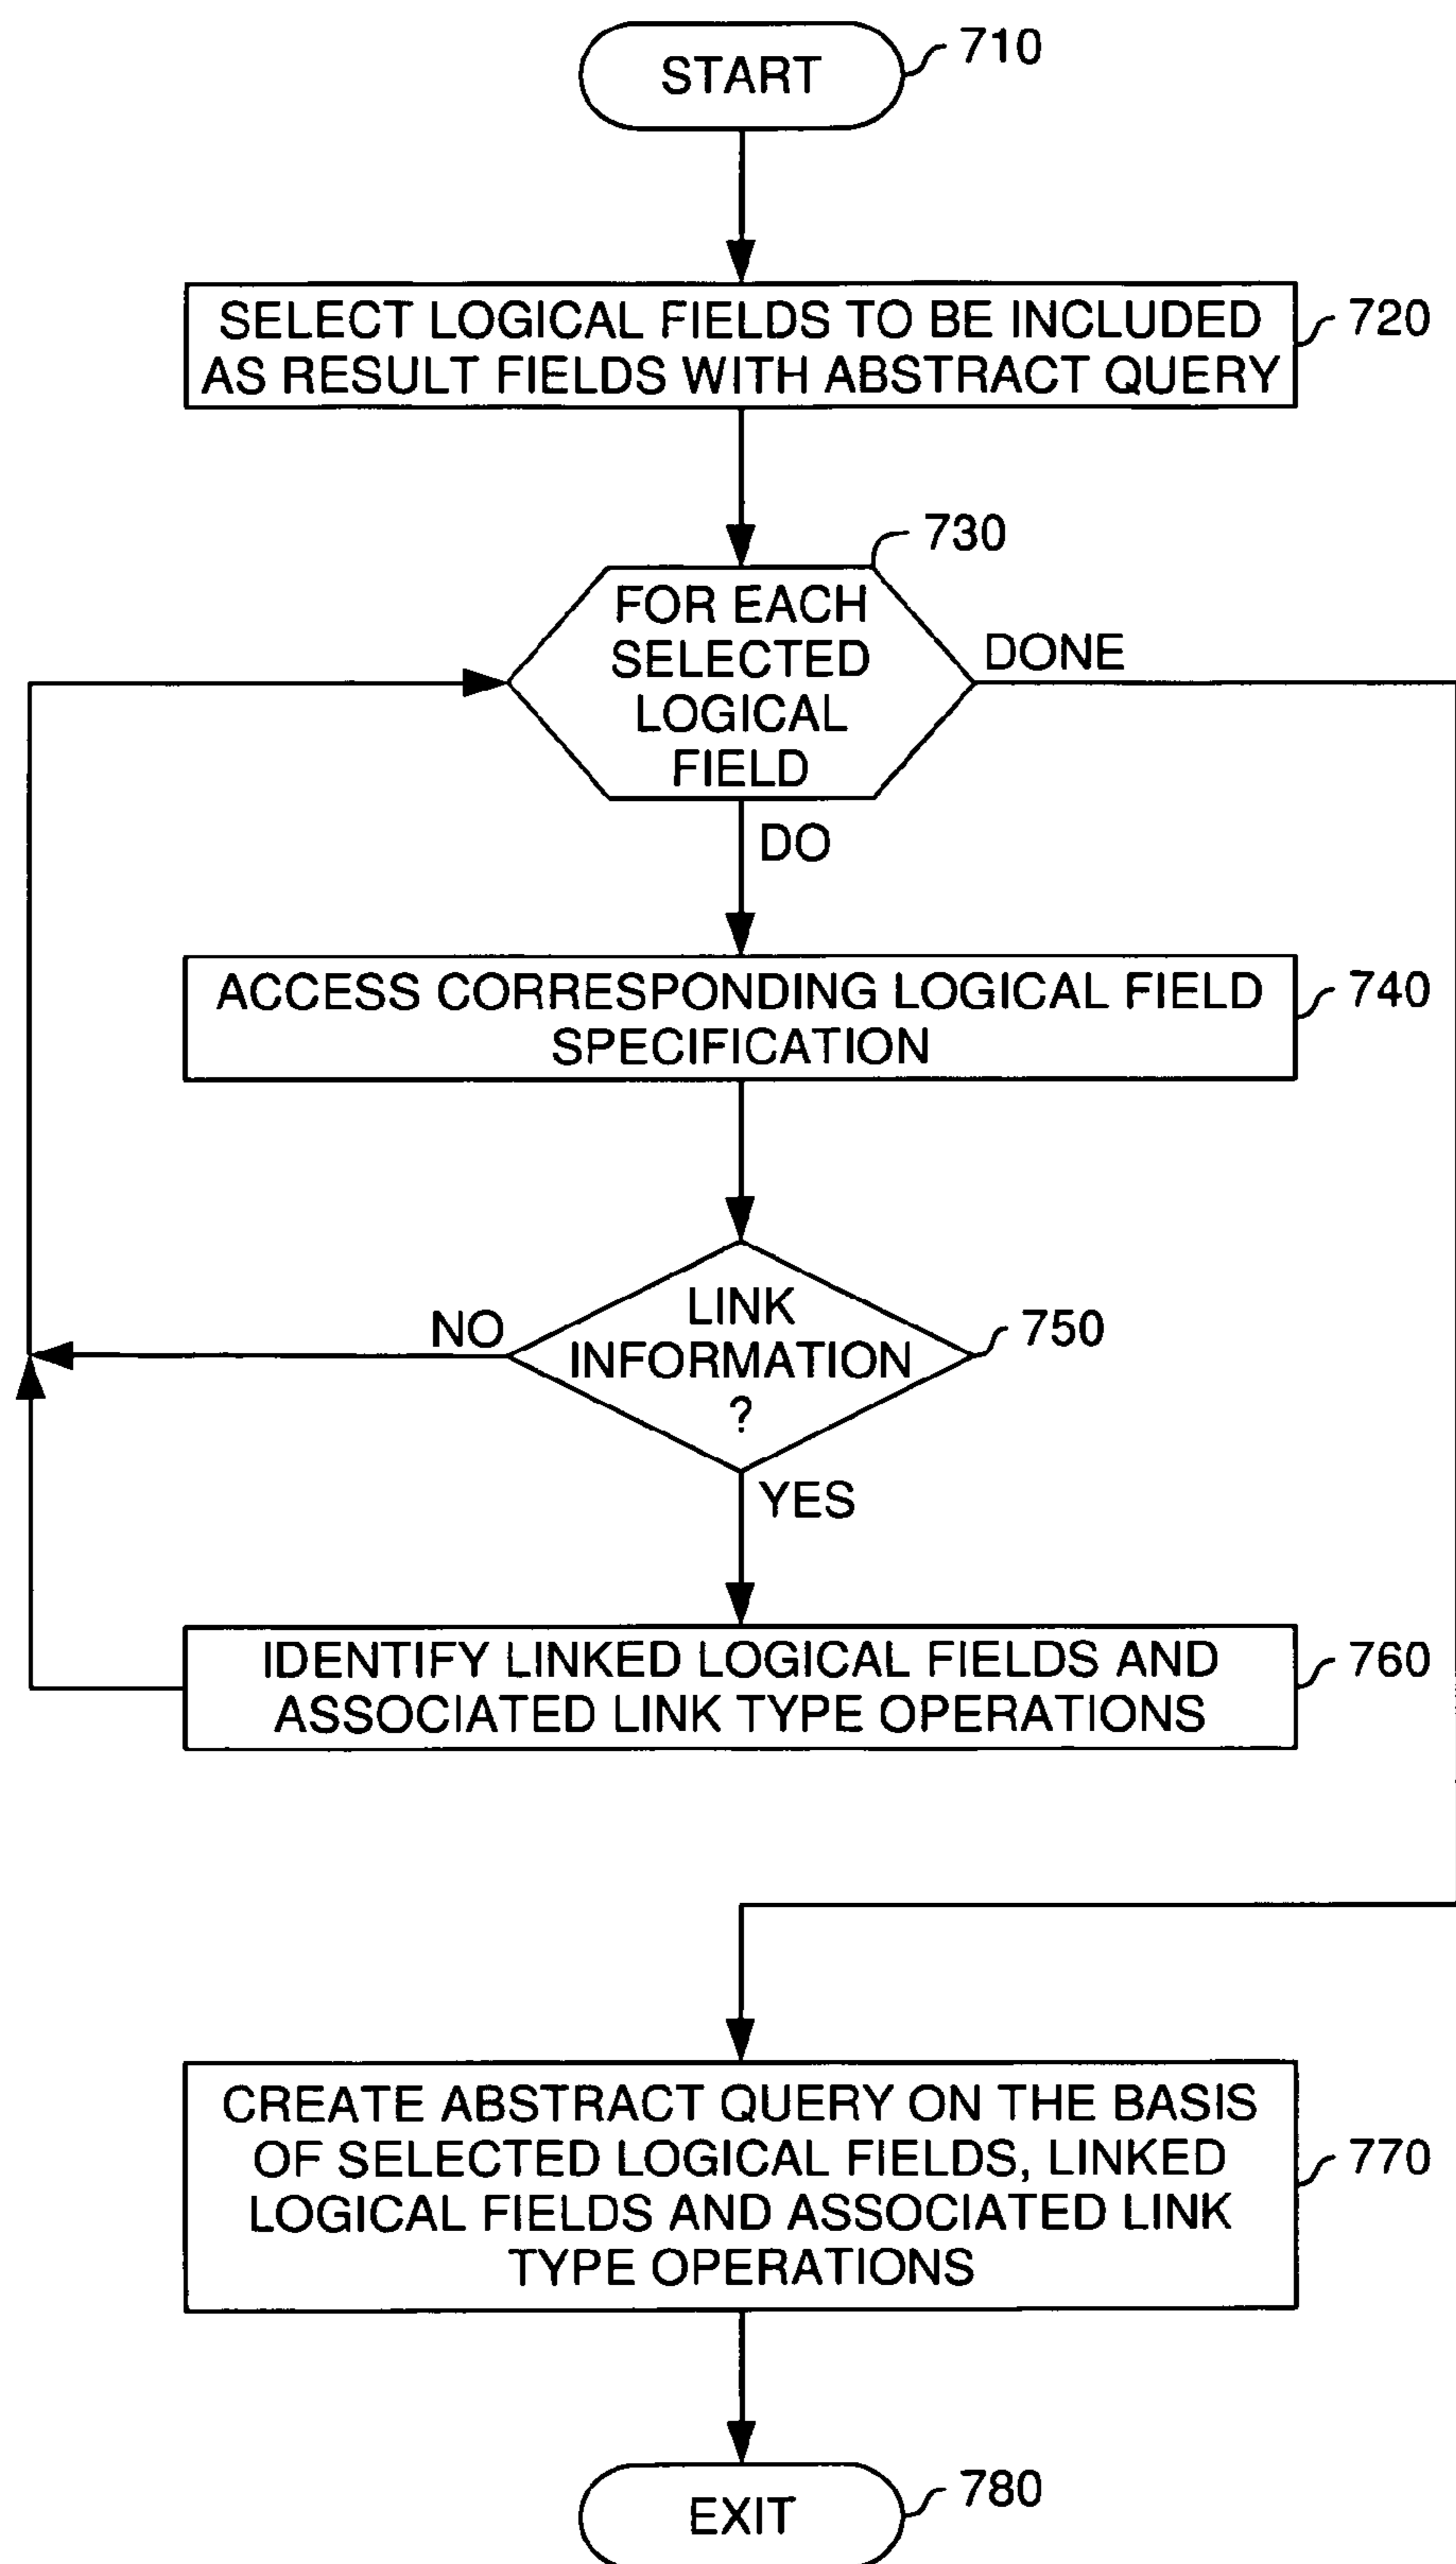 START
710
SELECT LOGICAL FIELDS TO BE INCLUDED
AS RESULT FIELDS WITH ABSTRACT QUERY
720
730
FOR EACH
SELECTED
LOGICAL
FIELD
DONE
DO
ACCESS CORRESPONDING LOGICAL FIELD
SPECIFICATION
740
NO
LINK
INFORMATION
?
750
YES
IDENTIFY LINKED LOGICAL FIELDS AND
ASSOCIATED LINK TYPE OPERATIONS
760
CREATE ABSTRACT QUERY ON THE BASIS
OF SELECTED LOGICAL FIELDS, LINKED
LOGICAL FIELDS AND ASSOCIATED LINK
TYPE OPERATIONS
770
EXIT
780